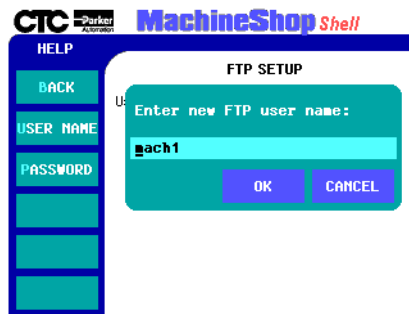 CTC Parker Automation MachineShop Shell
HELP
FTP SETUP
BACK
Us
Enter new FTP user name:
USER NAME
mach1
PASSWORD
OK CANCEL